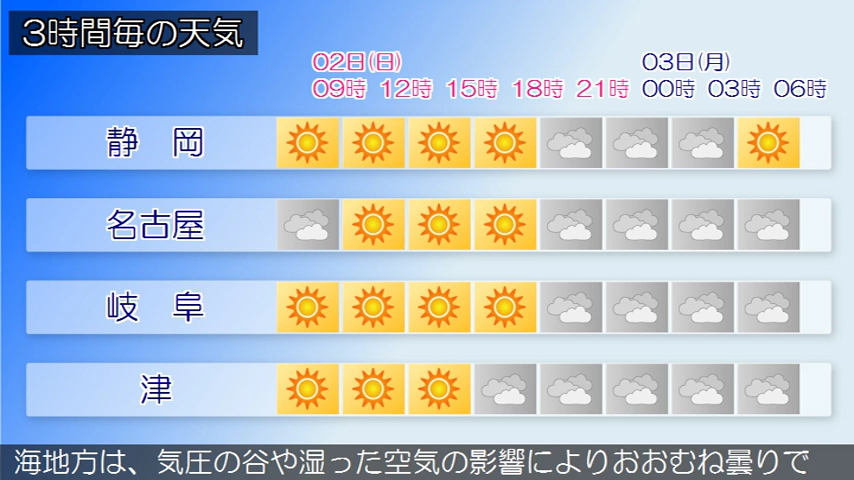 3時間毎の天気
02日(日) 03日(月)
09時 12時 15時 18時 21時 00時 03時 06時
静 岡
名古屋
岐 阜
津
海地方は、気圧の谷や湿った空気の影響によりおおむね曇りで